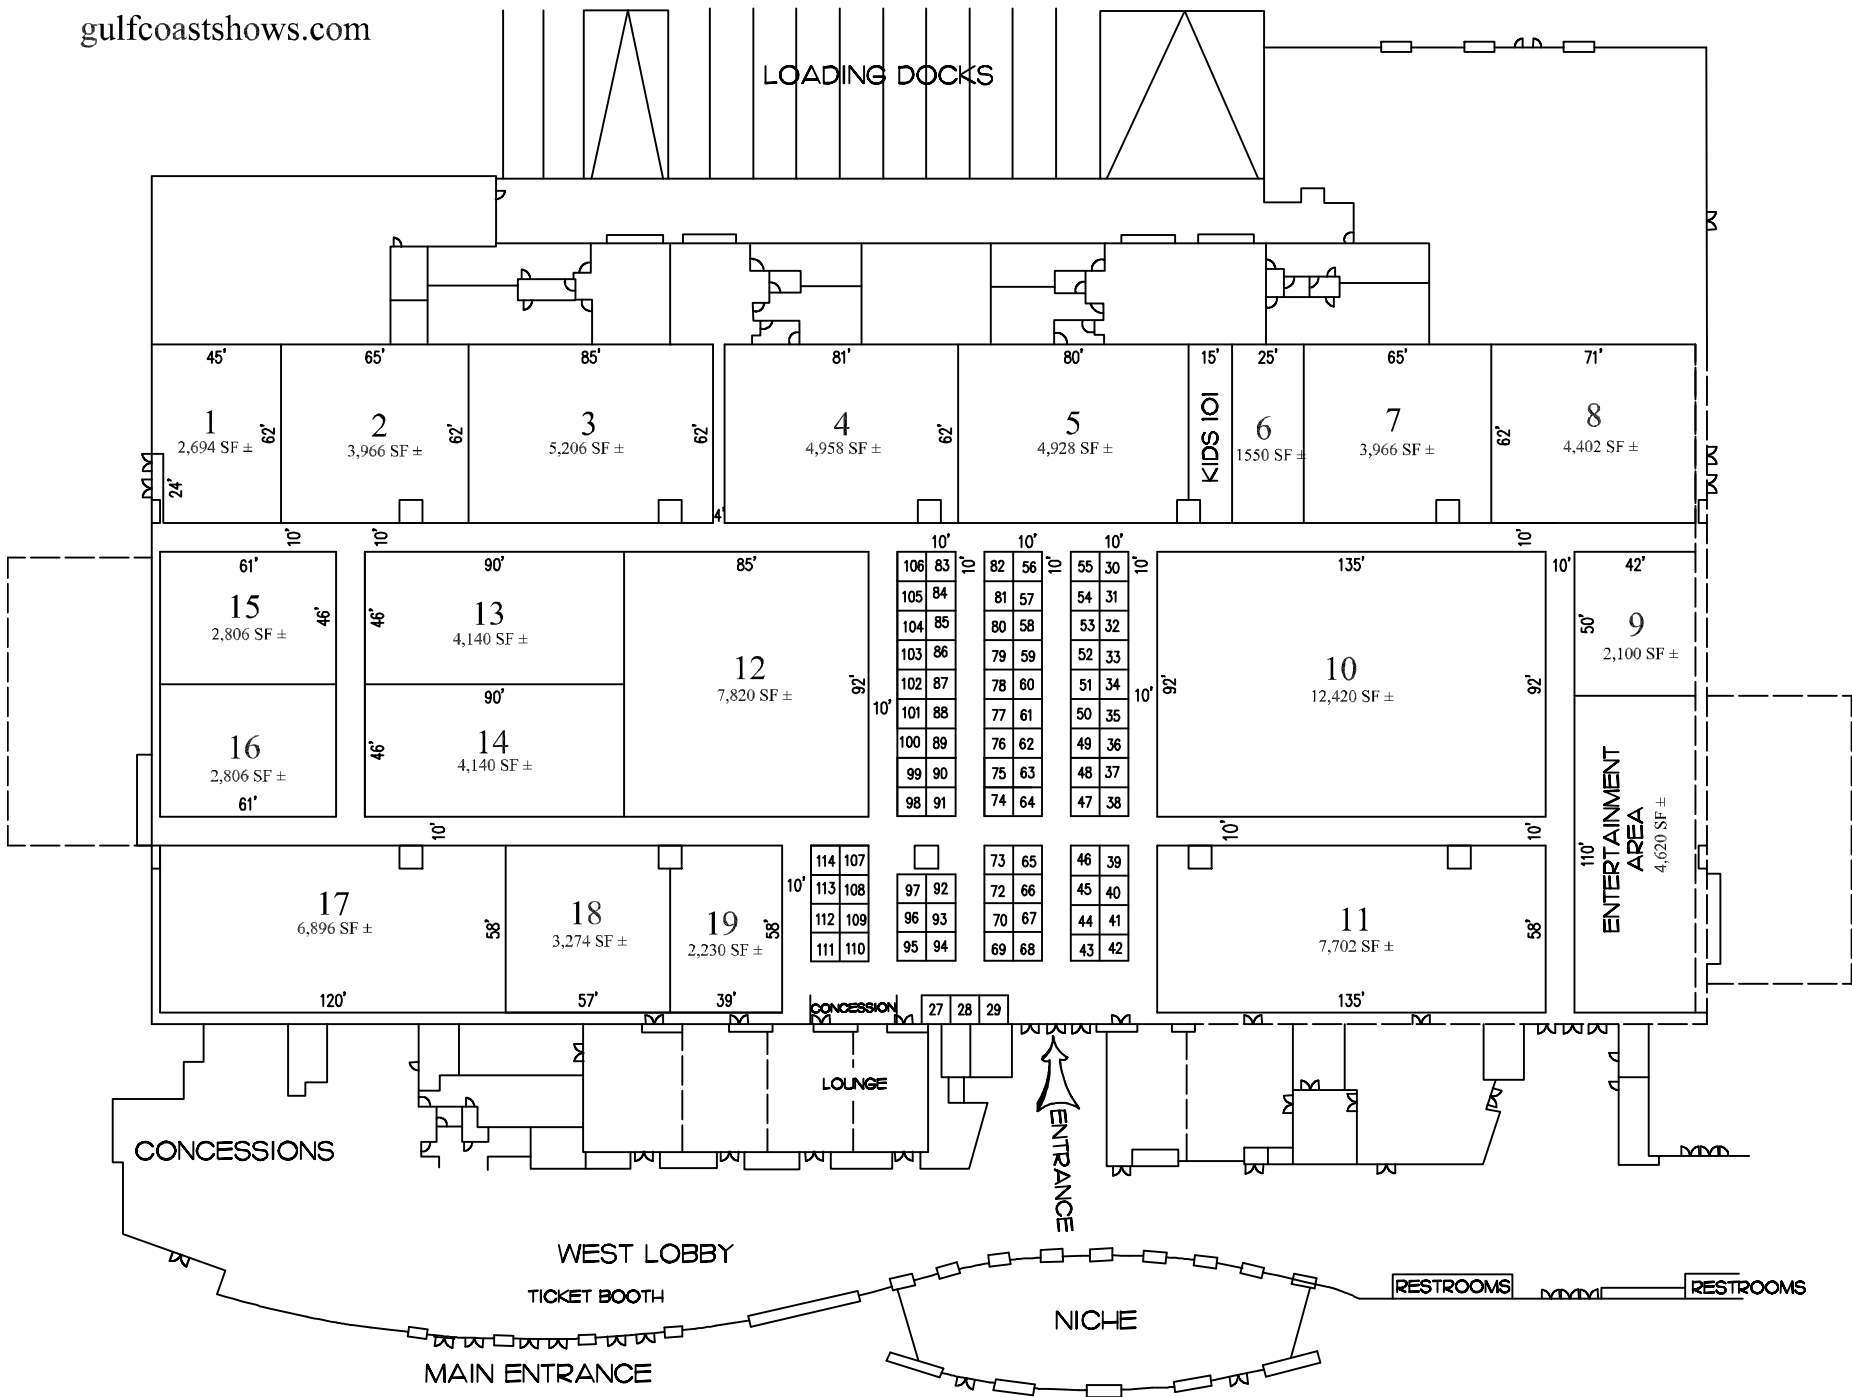 gulfcoastshows.com
LOADING DOCKS
45' 65' 85' 81' 80' 15' 25' 65' 71'
1
2,694 SF ±
62'
24'
2
3,966 SF ±
62'
3
5,206 SF ±
62'
4'
4
4,958 SF ±
62'
5
4,928 SF ±
KIDS 101
6
1550 SF ±
7
3,966 SF ±
62'
8
4,402 SF ±
10' 10' 10' 10' 10' 10'
61'
15
2,806 SF ±
46'
16
2,806 SF ±
61'
90'
13
4,140 SF ±
46'
90'
14
4,140 SF ±
46'
85'
12
7,820 SF ±
92'
10'
106 83 10' 82 56 10' 55 30 10'
105 84 81 57 54 31
104 85 80 58 53 32
103 86 79 59 52 33
102 87 78 60 51 34
101 88 77 61 50 35
100 89 76 62 49 36
99 90 75 63 48 37
98 91 74 64 47 38
10'
135'
10
12,420 SF ±
92'
92'
10'
42'
9
2,100 SF ±
50'
ENTERTAINMENT
AREA
4,620 SF ±
110'
10' 10' 10'
17
6,896 SF ±
58'
120'
18
3,274 SF ±
57'
19
2,230 SF ±
58'
39'
10'
114 107 73 65 46 39
113 108 97 92 72 66 45 40
112 109 96 93 70 67 44 41
111 110 95 94 69 68 43 42
11
7,702 SF ±
58'
135'
CONCESSION
27 28 29
LOUNGE
ENTRANCE
CONCESSIONS
WEST LOBBY
TICKET BOOTH
MAIN ENTRANCE
NICHE
RESTROOMS
RESTROOMS